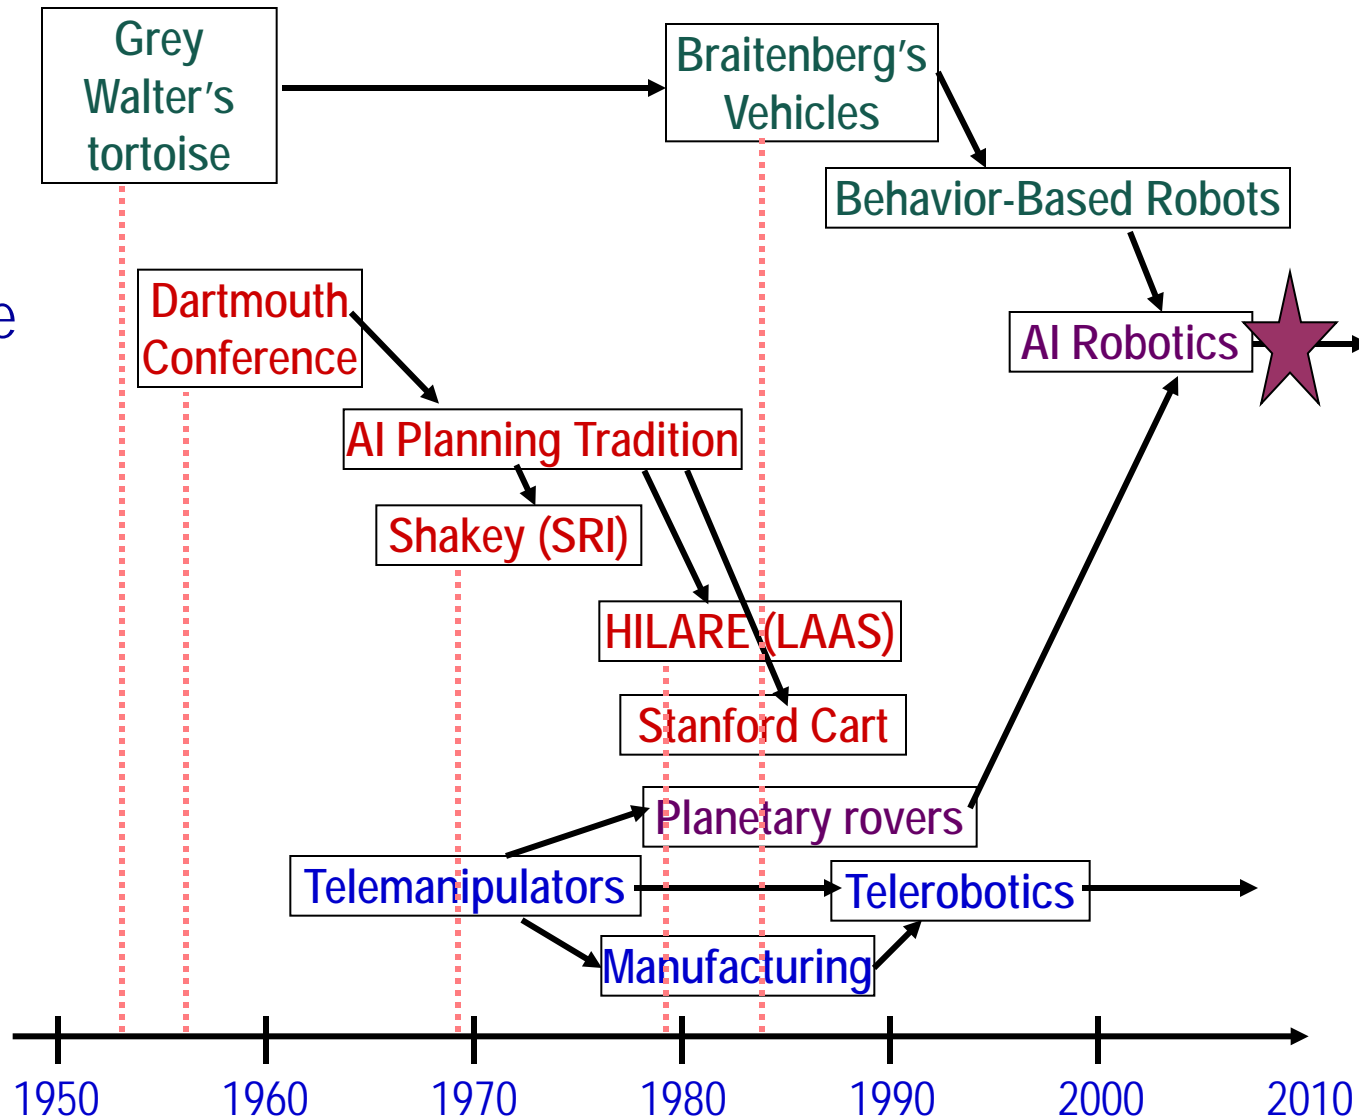 Grey
Walter's
tortoise
Braitenberg's
Vehicles
Behavior-Based Robots
e
Dartmouth
Conference
AI Robotics
AI Planning Tradition
Shakey (SRI)
HILARE (LAAS)
Stanford Cart
Planetary rovers
Telemanipulators
Telerobotics
Manufacturing
1950 1960 1970 1980 1990 2000 2010